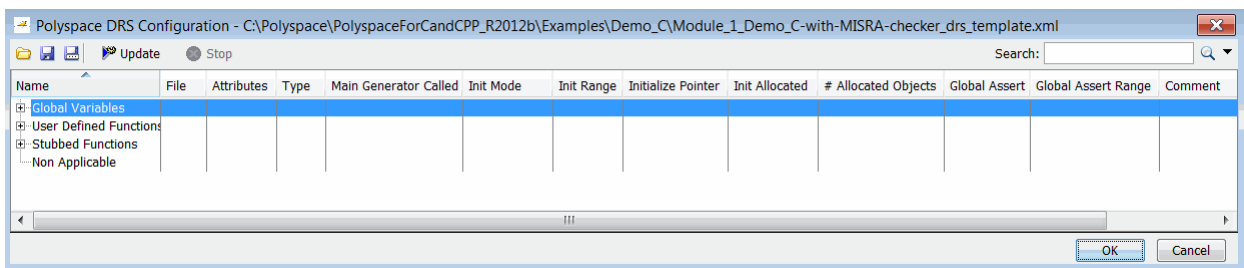 Polyspace DRS Configuration - C:\Polyspace\PolyspaceForCandCPP_R2012b\Examples\Demo_C\Module_1_Demo_C-with-MISRA-checker_drs_template.xml
Update Stop Search:
Name File Attributes Type Main Generator Called Init Mode Init Range Initialize Pointer Init Allocated # Allocated Objects Global Assert Global Assert Range Comment
Global Variables
User Defined Functions
Stubbed Functions
Non Applicable
OK Cancel